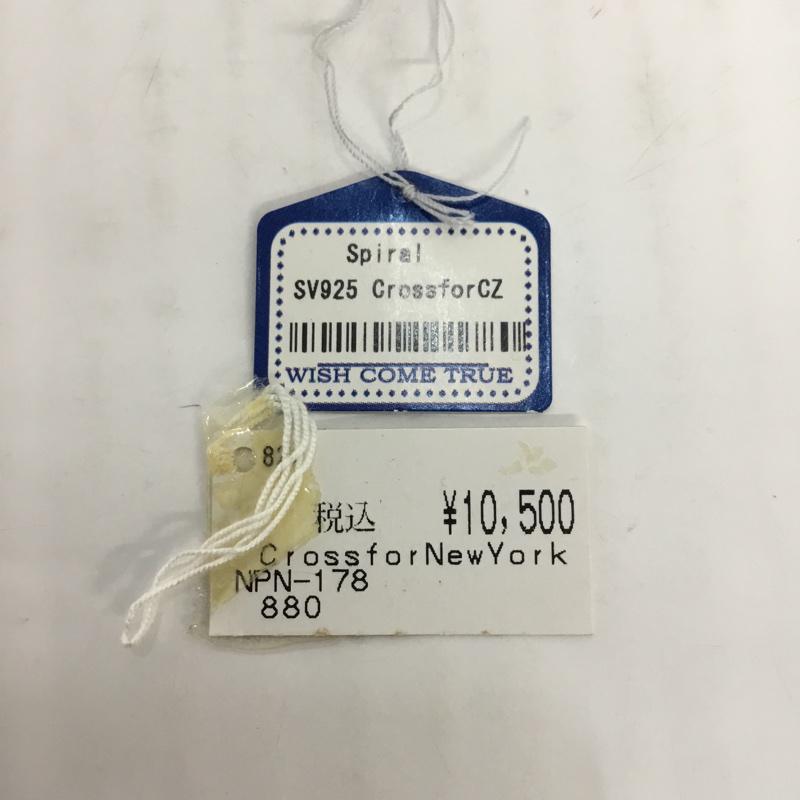 Spiral
SV925 CrossforCZ
WISH COME TRUE
税込 ¥10,500
CrossforNewYork
NPN-178
880